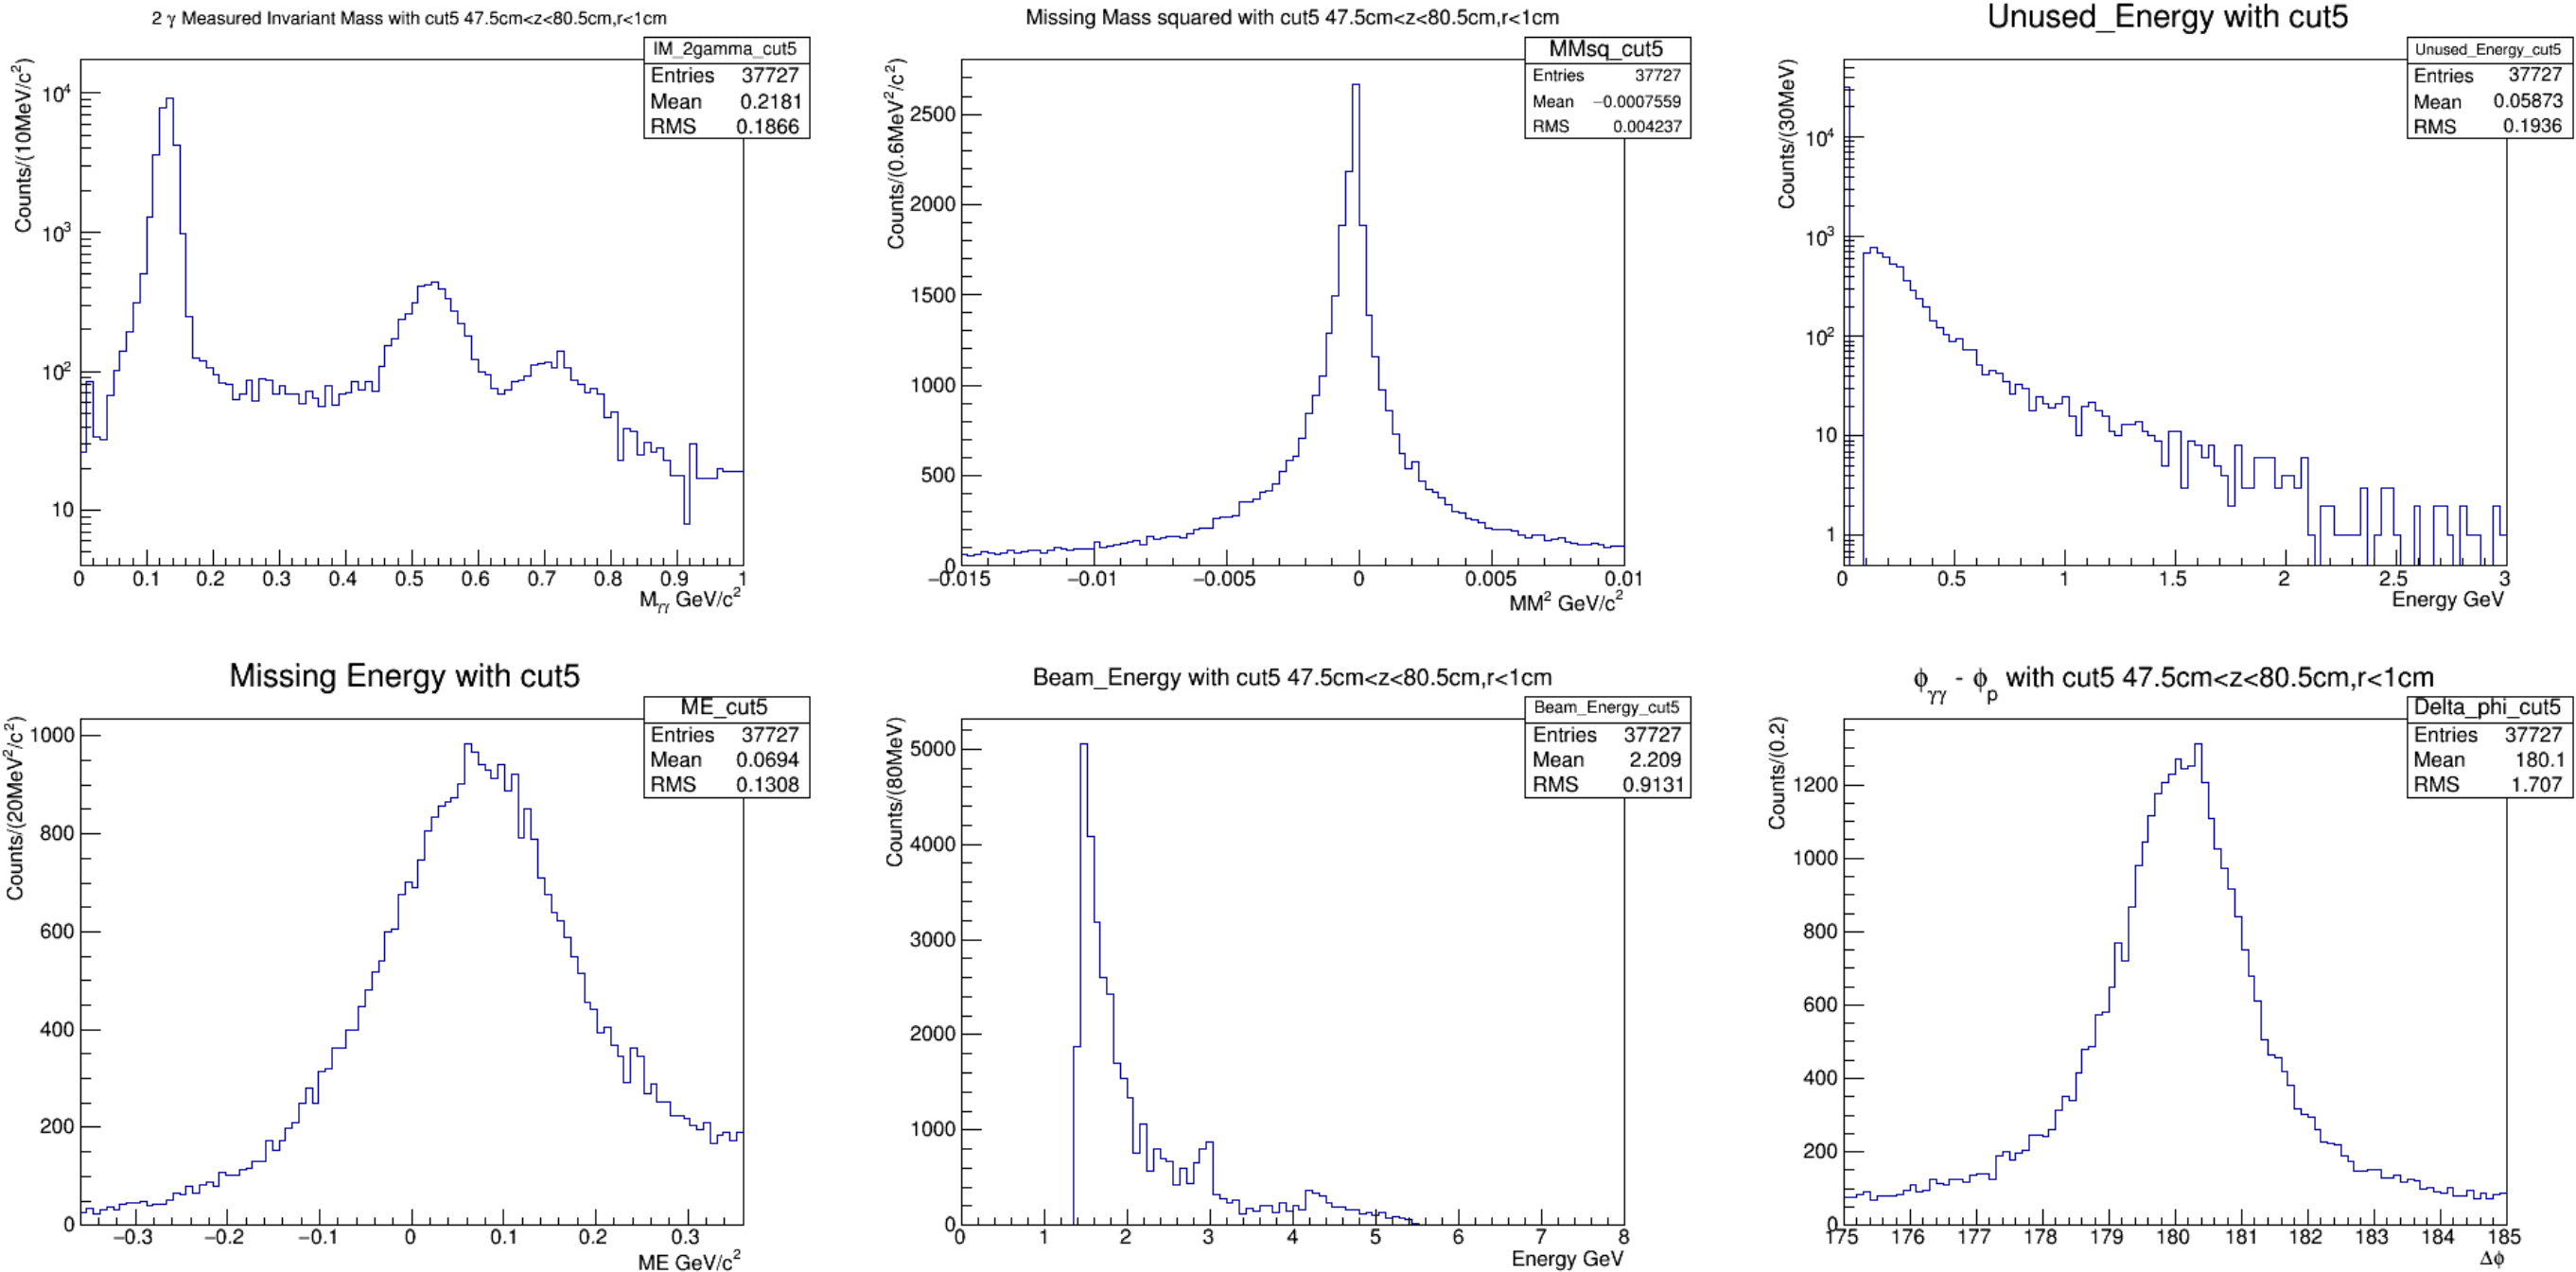 2 γ Measured Invariant Mass with cut5 47.5cm<z<80.5cm,r<1cm
IM_2gamma_cut5
Entries 37727
Mean 0.2181
RMS 0.1866
Counts/(10MeV/c²)
10⁴
10³
10²
10
0 0.1 0.2 0.3 0.4 0.5 0.6 0.7 0.8 0.9 1
Mγγ GeV/c²
Missing Mass squared with cut5 47.5cm<z<80.5cm,r<1cm
MMsq_cut5
Entries 37727
Mean −0.0007559
RMS 0.004237
Counts/(0.6MeV²/c²)
2500
2000
1500
1000
500
0
−0.015 −0.01 −0.005 0 0.005 0.01
MM² GeV/c²
Unused_Energy with cut5
Unused_Energy_cut5
Entries 37727
Mean 0.05873
RMS 0.1936
Counts/(30MeV)
10⁴
10³
10²
10
1
0 0.5 1 1.5 2 2.5 3
Energy GeV
Missing Energy with cut5
ME_cut5
Entries 37727
Mean 0.0694
RMS 0.1308
Counts/(20MeV²/c²)
1000
800
600
400
200
0
−0.3 −0.2 −0.1 0 0.1 0.2 0.3
ME GeV/c²
Beam_Energy with cut5 47.5cm<z<80.5cm,r<1cm
Beam_Energy_cut5
Entries 37727
Mean 2.209
RMS 0.9131
Counts/(80MeV)
5000
4000
3000
2000
1000
0
0 1 2 3 4 5 6 7 8
Energy GeV
ϕγγ - ϕp with cut5 47.5cm<z<80.5cm,r<1cm
Delta_phi_cut5
Entries 37727
Mean 180.1
RMS 1.707
Counts/(0.2)
1200
1000
800
600
400
200
0
175 176 177 178 179 180 181 182 183 184 185
Δϕ